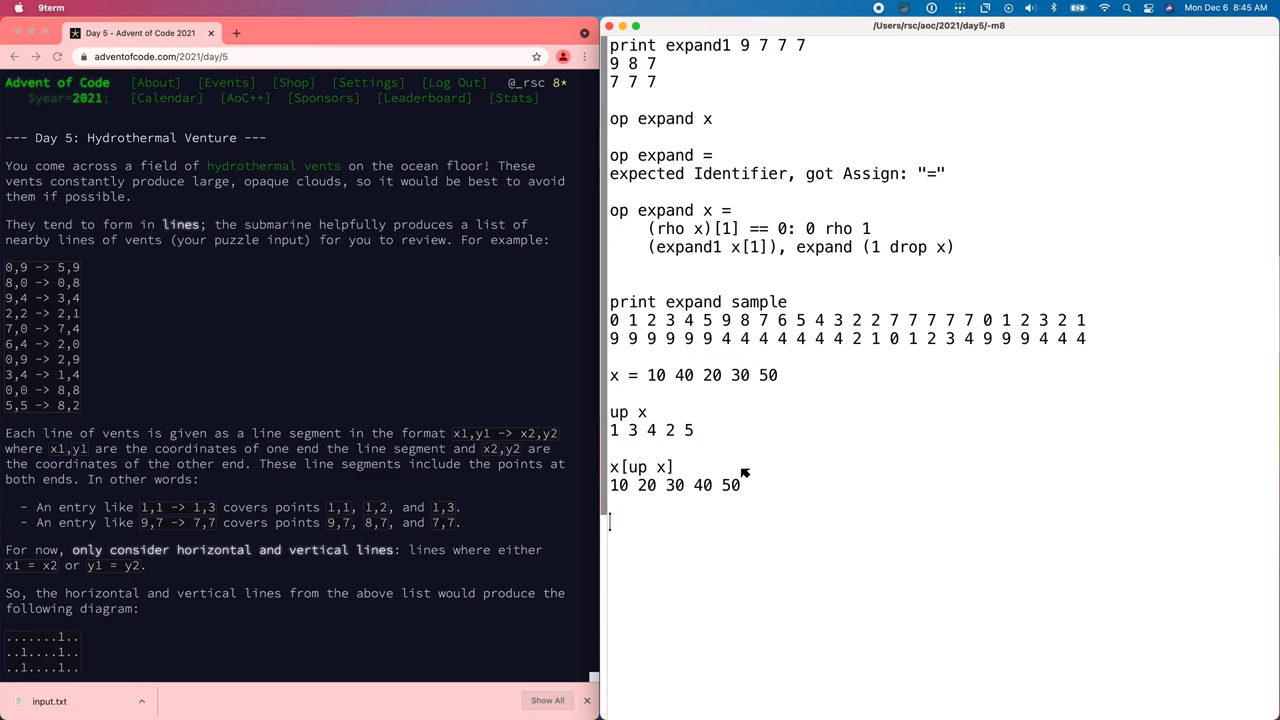 9term
Mon Dec 6 8:45 AM
Day 5 - Advent of Code 2021
adventofcode.com/2021/day/5
Advent of Code [About] [Events] [Shop] [Settings] [Log Out] @_rsc 8*
$year=2021; [Calendar] [AoC++] [Sponsors] [Leaderboard] [Stats]
--- Day 5: Hydrothermal Venture ---
You come across a field of hydrothermal vents on the ocean floor! These
vents constantly produce large, opaque clouds, so it would be best to avoid
them if possible.
They tend to form in lines; the submarine helpfully produces a list of
nearby lines of vents (your puzzle input) for you to review. For example:
0,9 -> 5,9
8,0 -> 0,8
9,4 -> 3,4
2,2 -> 2,1
7,0 -> 7,4
6,4 -> 2,0
0,9 -> 2,9
3,4 -> 1,4
0,0 -> 8,8
5,5 -> 8,2
Each line of vents is given as a line segment in the format x1,y1 -> x2,y2
where x1,y1 are the coordinates of one end the line segment and x2,y2 are
the coordinates of the other end. These line segments include the points at
both ends. In other words:
- An entry like 1,1 -> 1,3 covers points 1,1, 1,2, and 1,3.
- An entry like 9,7 -> 7,7 covers points 9,7, 8,7, and 7,7.
For now, only consider horizontal and vertical lines: lines where either
x1 = x2 or y1 = y2.
So, the horizontal and vertical lines from the above list would produce the
following diagram:
.......1..
..1....1..
..1....1..
input.txt
Show All
/Users/rsc/aoc/2021/day5/-m8
print expand1 9 7 7 7
9 8 7
7 7 7
op expand x
op expand =
expected Identifier, got Assign: "="
op expand x =
(rho x)[1] == 0: 0 rho 1
(expand1 x[1]), expand (1 drop x)
print expand sample
0 1 2 3 4 5 9 8 7 6 5 4 3 2 2 7 7 7 7 7 0 1 2 3 2 1
9 9 9 9 9 9 4 4 4 4 4 4 4 2 1 0 1 2 3 4 9 9 9 4 4 4
x = 10 40 20 30 50
up x
1 3 4 2 5
x[up x]
10 20 30 40 50